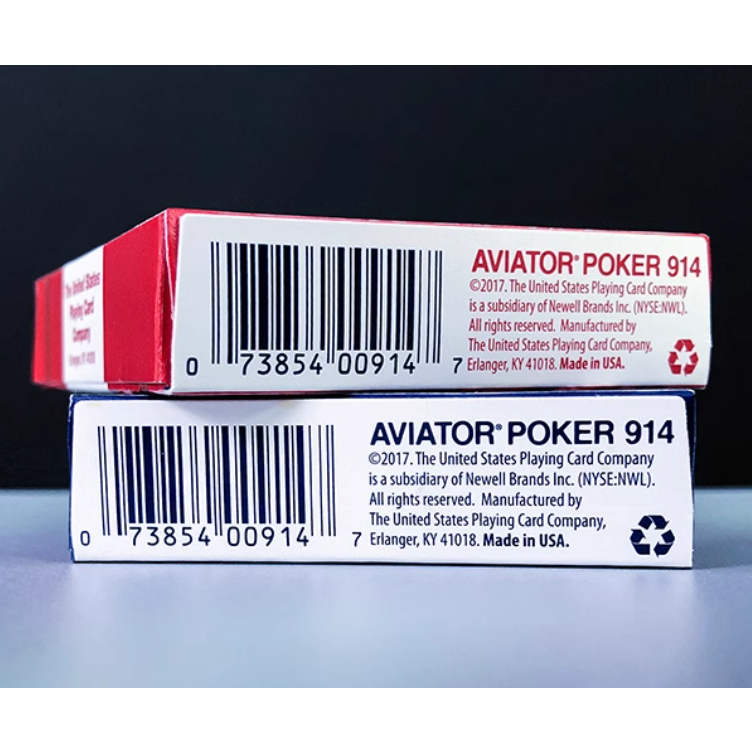 The United States
Playing Card
Company
Erlanger, KY 41018
0 73854 00914 7
AVIATOR® POKER 914
©2017. The United States Playing Card Company
is a subsidiary of Newell Brands Inc. (NYSE:NWL).
All rights reserved. Manufactured by
The United States Playing Card Company,
Erlanger, KY 41018. Made in USA.
0 73854 00914 7
AVIATOR® POKER 914
©2017. The United States Playing Card Company
is a subsidiary of Newell Brands Inc. (NYSE:NWL).
All rights reserved. Manufactured by
The United States Playing Card Company,
Erlanger, KY 41018. Made in USA.